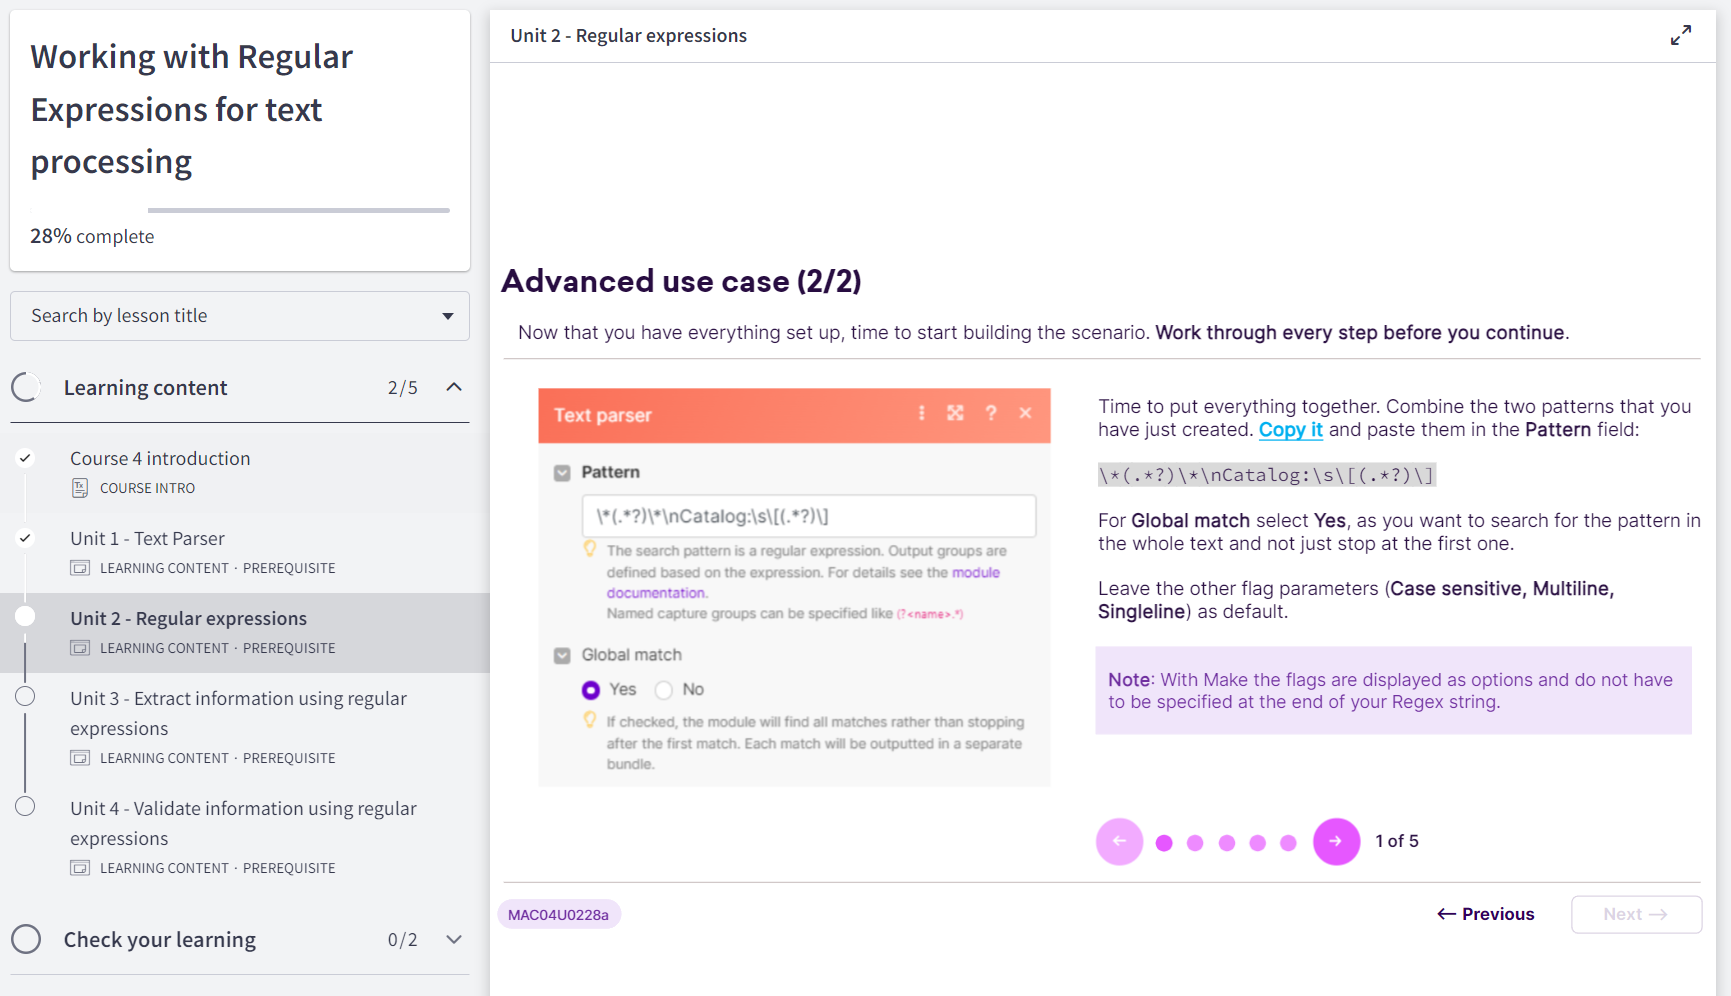 Working with Regular
Expressions for text
processing
28% complete
Search by lesson title
Learning content 2/5
Course 4 introduction
COURSE INTRO
Unit 1 - Text Parser
LEARNING CONTENT · PREREQUISITE
Unit 2 - Regular expressions
LEARNING CONTENT · PREREQUISITE
Unit 3 - Extract information using regular
expressions
LEARNING CONTENT · PREREQUISITE
Unit 4 - Validate information using regular
expressions
LEARNING CONTENT · PREREQUISITE
Check your learning 0/2
Unit 2 - Regular expressions
Advanced use case (2/2)
Now that you have everything set up, time to start building the scenario. Work through every step before you continue.
Text parser
Pattern
\*(.*?)\*\nCatalog:\s\[(.*?)\]
The search pattern is a regular expression. Output groups are
defined based on the expression. For details see the module
documentation.
Named capture groups can be specified like (?<name>.*)
Global match
Yes No
If checked, the module will find all matches rather than stopping
after the first match. Each match will be outputted in a separate
bundle.
Time to put everything together. Combine the two patterns that you
have just created. Copy it and paste them in the Pattern field:
\*(.*?)\*\nCatalog:\s\[(.*?)\]
For Global match select Yes, as you want to search for the pattern in
the whole text and not just stop at the first one.
Leave the other flag parameters (Case sensitive, Multiline,
Singleline) as default.
Note: With Make the flags are displayed as options and do not have
to be specified at the end of your Regex string.
1 of 5
MAC04U0228a
← Previous
Next →